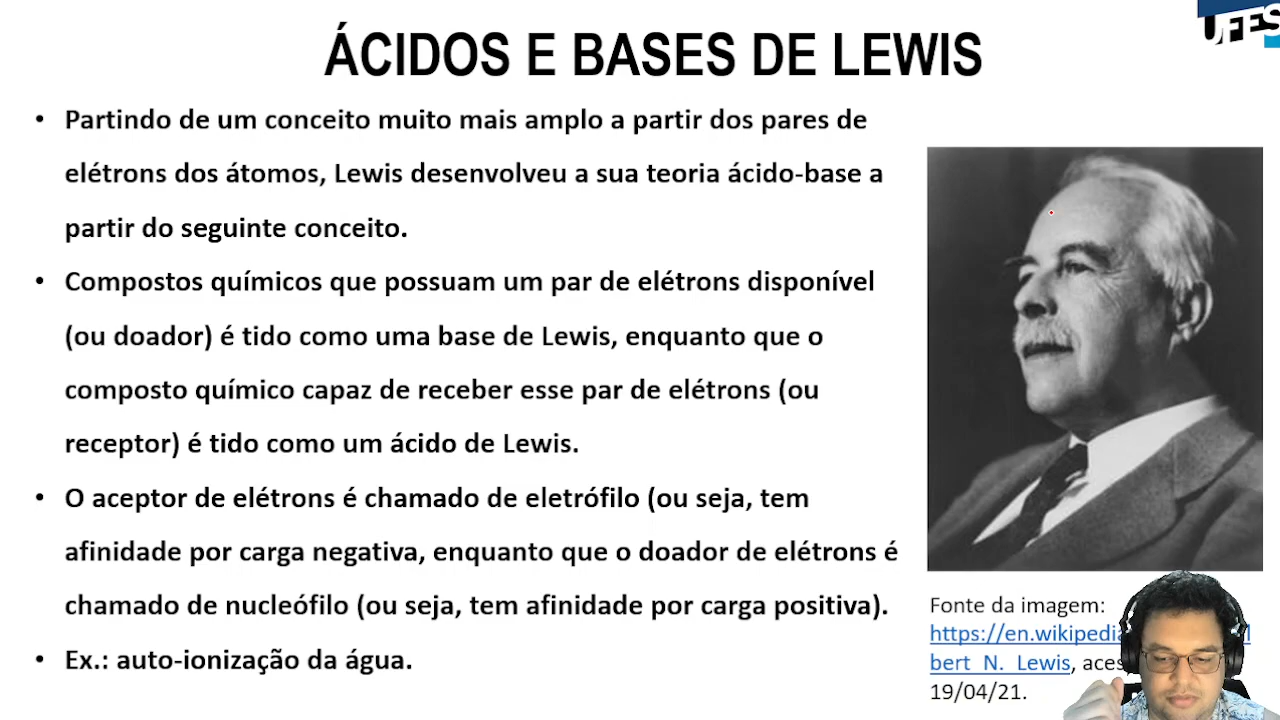 ÁCIDOS E BASES DE LEWIS
UFES
• Partindo de um conceito muito mais amplo a partir dos pares de
elétrons dos átomos, Lewis desenvolveu a sua teoria ácido-base a
partir do seguinte conceito.
• Compostos químicos que possuam um par de elétrons disponível
(ou doador) é tido como uma base de Lewis, enquanto que o
composto químico capaz de receber esse par de elétrons (ou
receptor) é tido como um ácido de Lewis.
• O aceptor de elétrons é chamado de eletrófilo (ou seja, tem
afinidade por carga negativa, enquanto que o doador de elétrons é
chamado de nucleófilo (ou seja, tem afinidade por carga positiva).
• Ex.: auto-ionização da água.
Fonte da imagem:
https://en.wikipedia
bert_N._Lewis,
19/04/21.